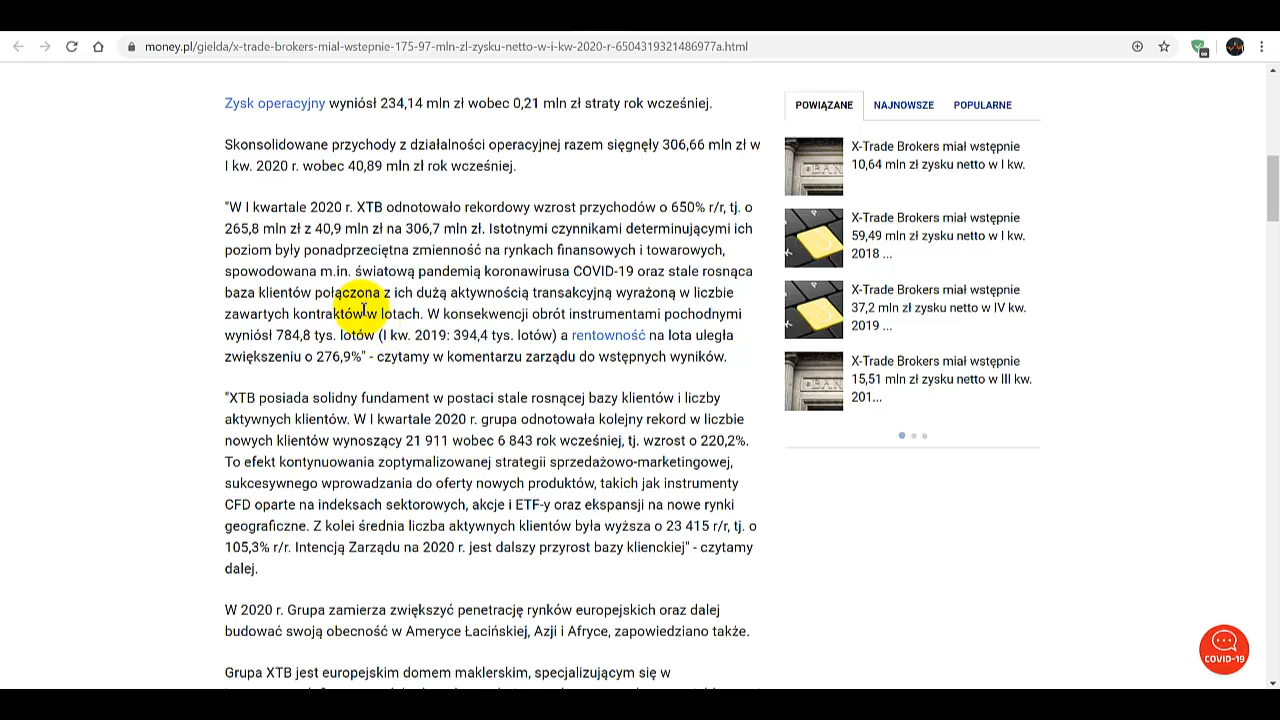 money.pl/gielda/x-trade-brokers-mial-wstepnie-175-97-mln-zl-zysku-netto-w-i-kw-2020-r-6504319321486977a.html
Zysk operacyjny wyniósł 234,14 mln zł wobec 0,21 mln zł straty rok wcześniej.
Skonsolidowane przychody z działalności operacyjnej razem sięgnęły 306,66 mln zł w
I kw. 2020 r. wobec 40,89 mln zł rok wcześniej.
"W I kwartale 2020 r. XTB odnotowało rekordowy wzrost przychodów o 650% r/r, tj. o
265,8 mln zł z 40,9 mln zł na 306,7 mln zł. Istotnymi czynnikami determinującymi ich
poziom były ponadprzeciętna zmienność na rynkach finansowych i towarowych,
spowodowana m.in. światową pandemią koronawirusa COVID-19 oraz stale rosnąca
baza klientów połączona z ich dużą aktywnością transakcyjną wyrażoną w liczbie
zawartych kontraktów w lotach. W konsekwencji obrót instrumentami pochodnymi
wyniósł 784,8 tys. lotów (I kw. 2019: 394,4 tys. lotów) a rentowność na lota uległa
zwiększeniu o 276,9%" - czytamy w komentarzu zarządu do wstępnych wyników.
"XTB posiada solidny fundament w postaci stale rosnącej bazy klientów i liczby
aktywnych klientów. W I kwartale 2020 r. grupa odnotowała kolejny rekord w liczbie
nowych klientów wynoszący 21 911 wobec 6 843 rok wcześniej, tj. wzrost o 220,2%.
To efekt kontynuowania zoptymalizowanej strategii sprzedażowo-marketingowej,
sukcesywnego wprowadzania do oferty nowych produktów, takich jak instrumenty
CFD oparte na indeksach sektorowych, akcje i ETF-y oraz ekspansji na nowe rynki
geograficzne. Z kolei średnia liczba aktywnych klientów była wyższa o 23 415 r/r, tj. o
105,3% r/r. Intencją Zarządu na 2020 r. jest dalszy przyrost bazy klienckiej" - czytamy
dalej.
W 2020 r. Grupa zamierza zwiększyć penetrację rynków europejskich oraz dalej
budować swoją obecność w Ameryce Łacińskiej, Azji i Afryce, zapowiedziano także.
Grupa XTB jest europejskim domem maklerskim, specjalizującym się w
POWIĄZANE NAJNOWSZE POPULARNE
X-Trade Brokers miał wstępnie
10,64 mln zł zysku netto w I kw.
X-Trade Brokers miał wstępnie
59,49 mln zł zysku netto w I kw.
2018 ...
X-Trade Brokers miał wstępnie
37,2 mln zł zysku netto w IV kw.
2019 ...
X-Trade Brokers miał wstępnie
15,51 mln zł zysku netto w III kw.
201...
COVID-19